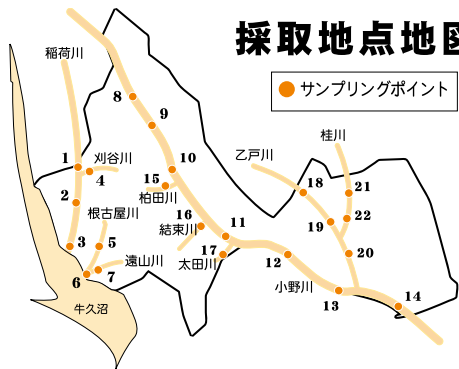 採取地点地図
サンプリングポイント
稲荷川
8
9
乙戸川
桂川
1
刈谷川
4
10
15
柏田川
18
21
2
根古屋川
16
結束川
11
19
22
3
5
遠山川
17
太田川
12
20
6
7
牛久沼
小野川
13
14